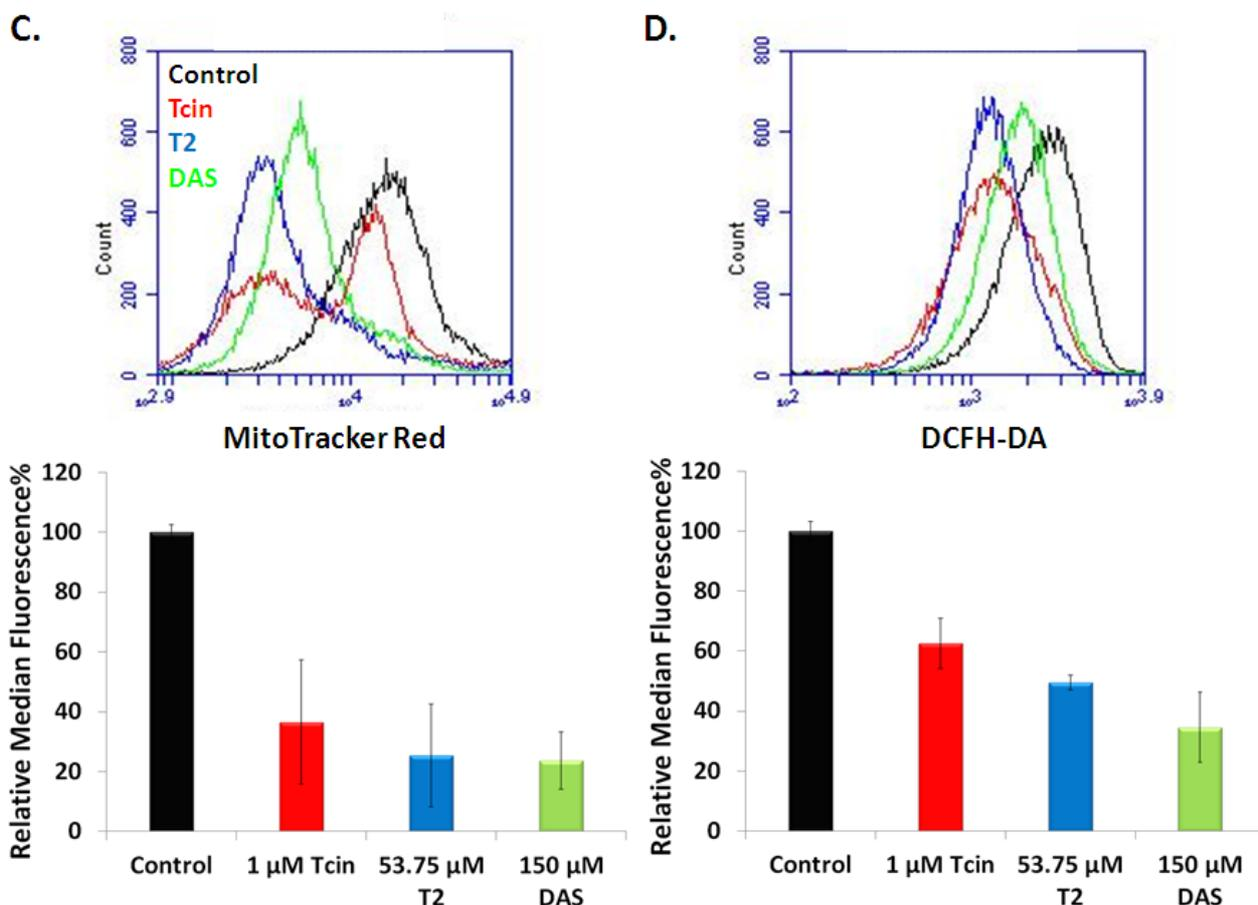 C.
800
600
400
200
0
Count
Control
Tcin
T2
DAS
10^2.9
10^4
10^4.9
MitoTracker Red
Relative Median Fluorescence%
120
100
80
60
40
20
0
Control
1 µM Tcin
53.75 µM
T2
150 µM
DAS
D.
800
600
400
200
0
Count
10^2
10^3
10^3.9
DCFH-DA
Relative Median Fluorescence%
120
100
80
60
40
20
0
Control
1 µM Tcin
53.75 µM
T2
150 µM
DAS